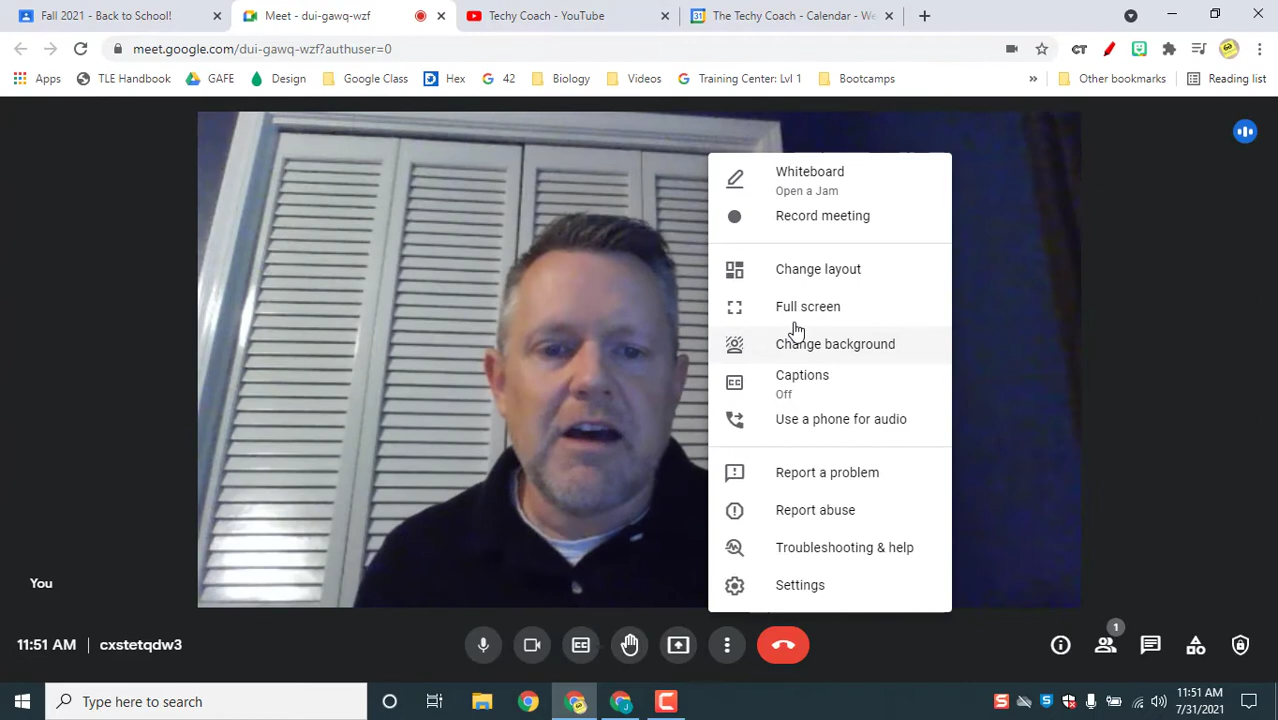 Fall 2021 - Back to School!
Meet - dui-gawq-wzf
Techy Coach - YouTube
The Techy Coach - Calendar - We
meet.google.com/dui-gawq-wzf?authuser=0
Apps
TLE Handbook
GAFE
Design
Google Class
Hex
42
Biology
Videos
Training Center: Lvl 1
Bootcamps
Other bookmarks
Reading list
Whiteboard
Open a Jam
Record meeting
Change layout
Full screen
Change background
Captions
Off
Use a phone for audio
Report a problem
Report abuse
Troubleshooting & help
Settings
You
11:51 AM | cxstetqdw3
1
Type here to search
11:51 AM
7/31/2021